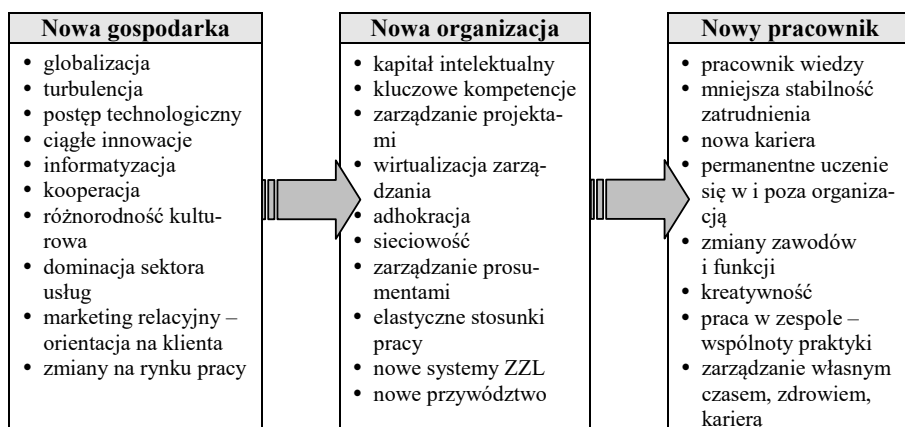 Nowa gospodarka
• globalizacja
• turbulencja
• postęp technologiczny
• ciągłe innowacje
• informatyzacja
• kooperacja
• różnorodność kultu-
rowa
• dominacja sektora
usług
• marketing relacyjny –
orientacja na klienta
• zmiany na rynku pracy
Nowa organizacja
• kapitał intelektualny
• kluczowe kompetencje
• zarządzanie projekta-
mi
• wirtualizacja zarzą-
dzania
• adhokracja
• sieciowość
• zarządzanie prosu-
mentami
• elastyczne stosunki
pracy
• nowe systemy ZZL
• nowe przywództwo
Nowy pracownik
• pracownik wiedzy
• mniejsza stabilność
zatrudnienia
• nowa kariera
• permanentne uczenie
się w i poza organiza-
cją
• zmiany zawodów
i funkcji
• kreatywność
• praca w zespole –
wspólnoty praktyki
• zarządzanie własnym
czasem, zdrowiem,
karierą